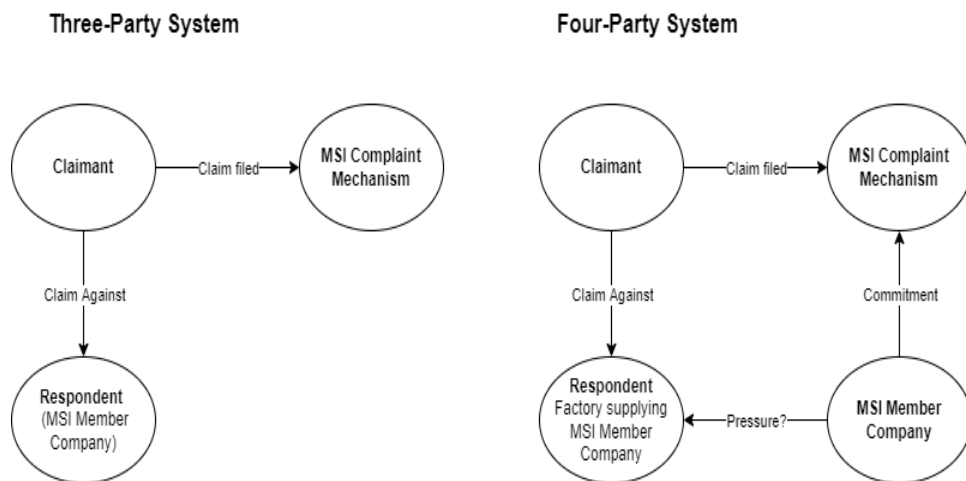 Three-Party System
Four-Party System
Claimant
Claim filed
MSI Complaint
Mechanism
Claimant
Claim filed
MSI Complaint
Mechanism
Claim Against
Claim Against
Commitment
Respondent
(MSI Member
Company)
Respondent
Factory supplying
MSI Member
Company
Pressure?
MSI Member
Company